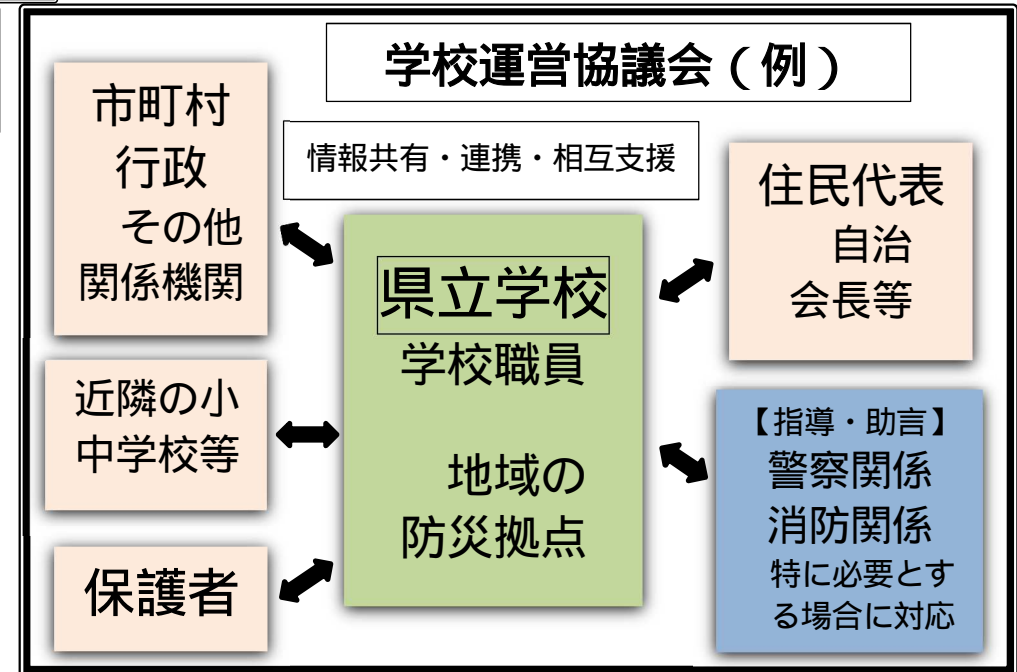 学校運営協議会(例)
情報共有・連携・相互支援
市町村
行政
その他
関係機関
近隣の小
中学校等
保護者
県立学校
学校職員
地域の
防災拠点
住民代表
自治
会長等
【指導・助言】
警察関係
消防関係
特に必要とす
る場合に対応